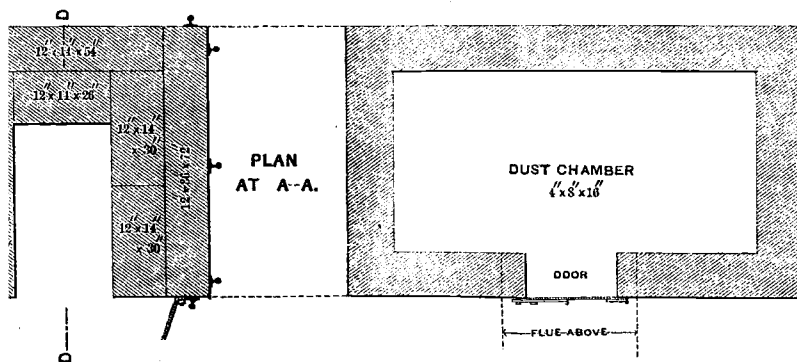 D
12"×14"×54"
12"×11"×26"
12"×14"
×30"
12"×14"
×30"
PLAN
AT A--A.
DUST CHAMBER
4"×8"×16"
DOOR
FLUE ABOVE
D